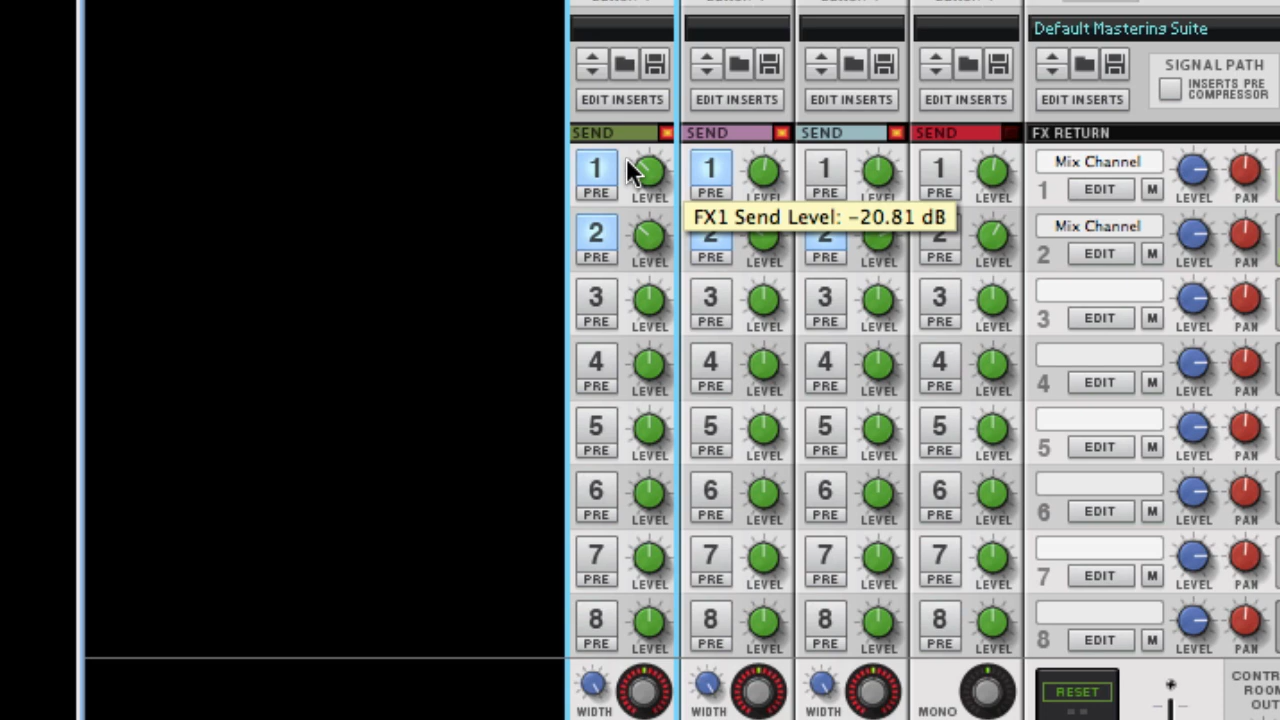 Default Mastering Suite
SIGNAL PATH
INSERTS PRE
COMPRESSOR
EDIT INSERTS EDIT INSERTS EDIT INSERTS EDIT INSERTS EDIT INSERTS
SEND SEND SEND SEND FX RETURN
1 1 1 1 Mix Channel
PRE LEVEL PRE LEVEL PRE LEVEL PRE LEVEL 1 EDIT M LEVEL PAN
FX1 Send Level: -20.81 dB
2 2 2 2 Mix Channel
PRE LEVEL PRE LEVEL PRE LEVEL PRE LEVEL 2 EDIT M LEVEL PAN
3 3 3 3
PRE LEVEL PRE LEVEL PRE LEVEL PRE LEVEL 3 EDIT M LEVEL PAN
4 4 4 4
PRE LEVEL PRE LEVEL PRE LEVEL PRE LEVEL 4 EDIT M LEVEL PAN
5 5 5 5
PRE LEVEL PRE LEVEL PRE LEVEL PRE LEVEL 5 EDIT M LEVEL PAN
6 6 6 6
PRE LEVEL PRE LEVEL PRE LEVEL PRE LEVEL 6 EDIT M LEVEL PAN
7 7 7 7
PRE LEVEL PRE LEVEL PRE LEVEL PRE LEVEL 7 EDIT M LEVEL PAN
8 8 8 8
PRE LEVEL PRE LEVEL PRE LEVEL PRE LEVEL 8 EDIT M LEVEL PAN
WIDTH WIDTH WIDTH MONO RESET